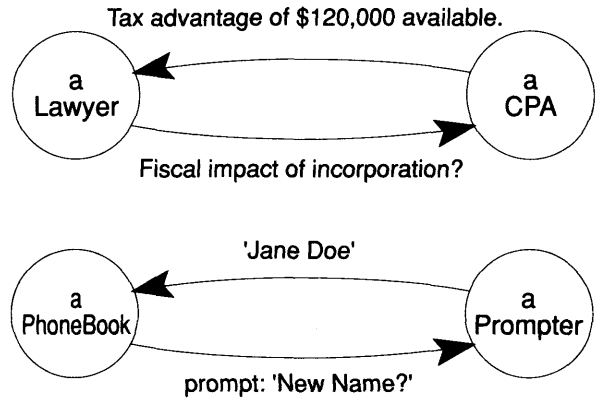 Tax advantage of $120,000 available.
a
Lawyer
a
CPA
Fiscal impact of incorporation?
'Jane Doe'
a
PhoneBook
a
Prompter
prompt: 'New Name?'